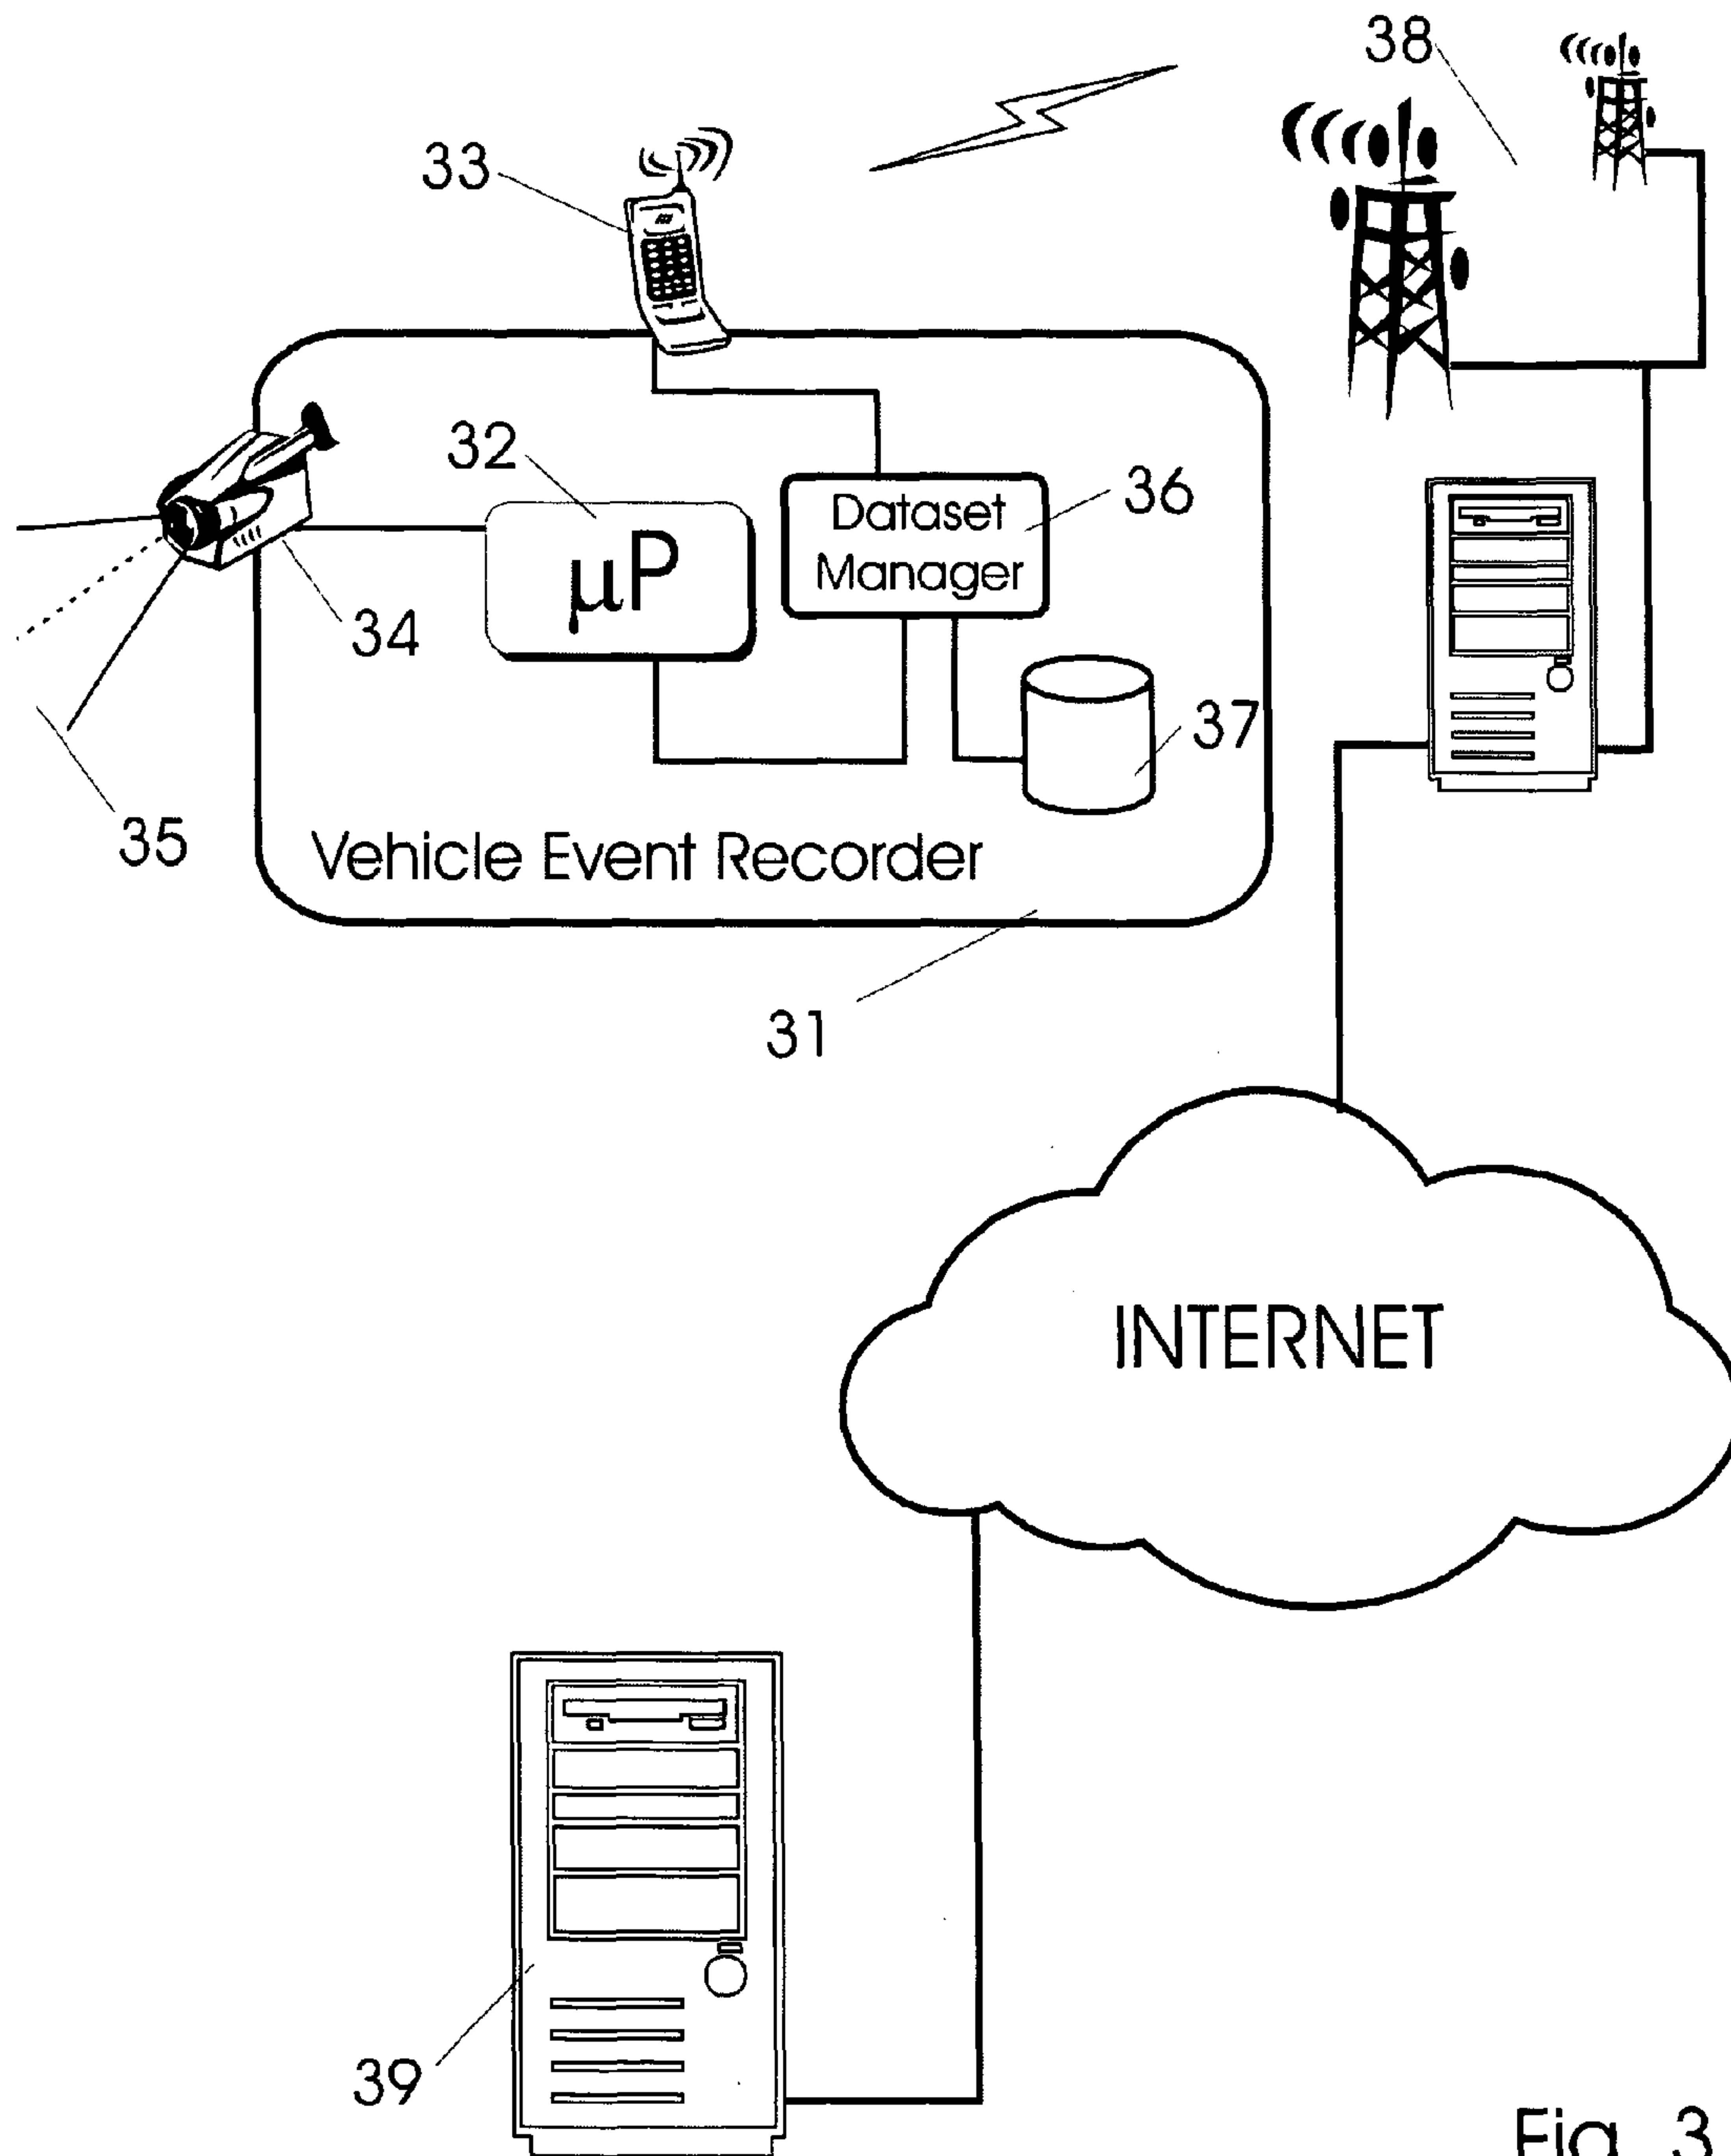 38
33
32
Dataset
Manager
36
µP
34
37
35
Vehicle Event Recorder
31
INTERNET
39
Fig. 3